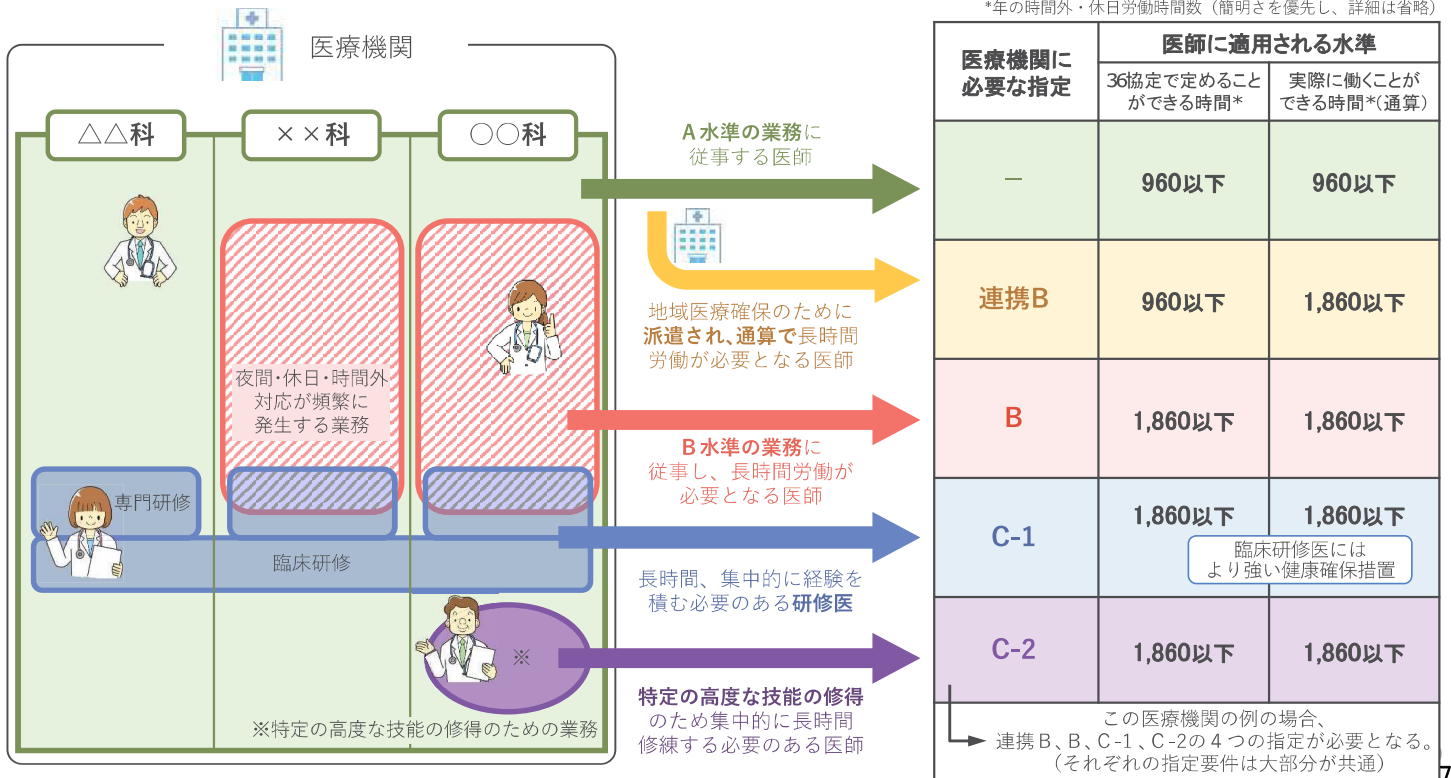 *年の時間外・休日労働時間数（簡明さを優先し、詳細は省略）
医療機関
△△科
××科
○○科
夜間・休日・時間外
対応が頻繁に
発生する業務
専門研修
臨床研修
※
※特定の高度な技能の修得のための業務
A水準の業務に
従事する医師
地域医療確保のために
派遣され、通算で長時間
労働が必要となる医師
B水準の業務に
従事し、長時間労働が
必要となる医師
長時間、集中的に経験を
積む必要のある研修医
特定の高度な技能の修得
のため集中的に長時間
修練する必要のある医師
医療機関に
必要な指定
医師に適用される水準
36協定で定めること
ができる時間*
実際に働くことが
できる時間*(通算)
―
960以下
960以下
連携B
960以下
1,860以下
B
1,860以下
1,860以下
C-1
1,860以下
1,860以下
臨床研修医には
より強い健康確保措置
C-2
1,860以下
1,860以下
この医療機関の例の場合、
連携B、B、C-1、C-2の4つの指定が必要となる。
（それぞれの指定要件は大部分が共通）
7